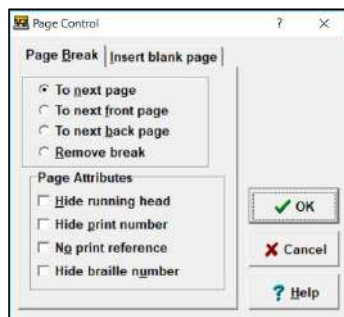 Page Control
Page Break
Insert blank page
To next page
To next front page
To next back page
Remove break
Page Attributes
Hide running head
Hide print number
No print reference
Hide braille number
OK
Cancel
Help